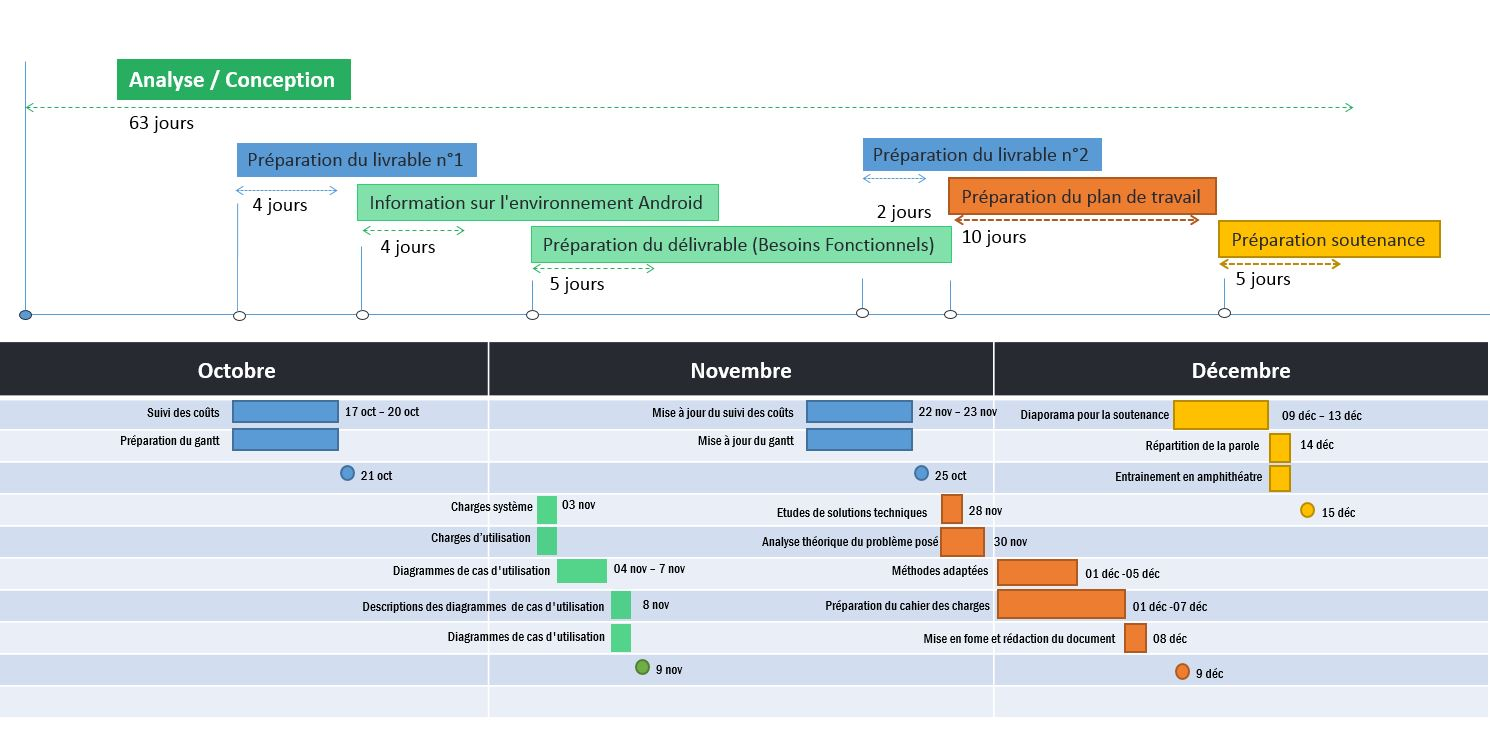 Analyse / Conception
63 jours
Préparation du livrable n°1
4 jours
Information sur l'environnement Android
4 jours
Préparation du délivrable (Besoins Fonctionnels)
5 jours
Préparation du livrable n°2
2 jours
Préparation du plan de travail
10 jours
Préparation soutenance
5 jours
Octobre
Novembre
Décembre
Suivi des coûts
17 oct – 20 oct
Mise à jour du suivi des coûts
22 nov – 23 nov
Diaporama pour la soutenance
09 déc – 13 déc
Préparation du gantt
Mise à jour du gantt
Répartition de la parole
14 déc
21 oct
25 oct
Entrainement en amphithéatre
Charges système
03 nov
Etudes de solutions techniques
28 nov
15 déc
Charges d'utilisation
Analyse théorique du problème posé
30 nov
Diagrammes de cas d'utilisation
04 nov – 7 nov
Méthodes adaptées
01 déc -05 déc
Descriptions des diagrammes de cas d'utilisation
8 nov
Préparation du cahier des charges
01 déc -07 déc
Diagrammes de cas d'utilisation
Mise en fome et rédaction du document
08 déc
9 nov
9 déc